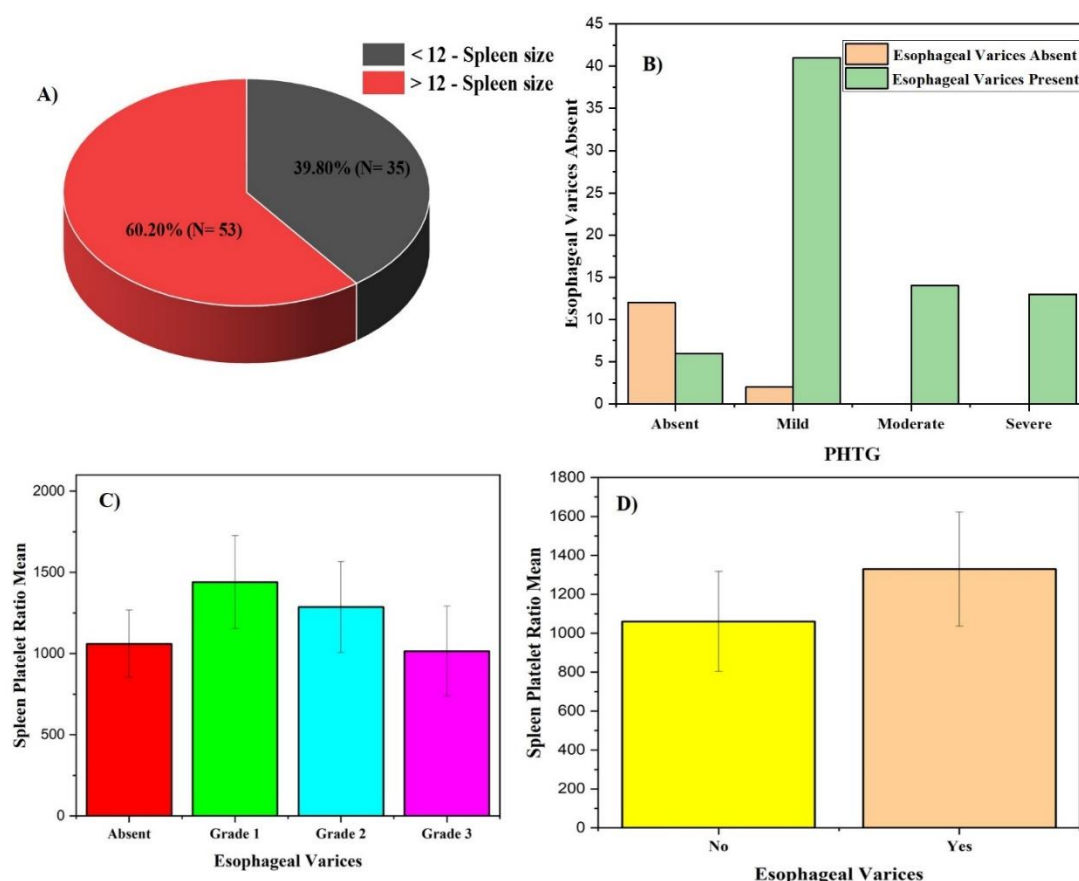 A)
< 12 - Spleen size
> 12 - Spleen size
39.80% (N= 35)
60.20% (N= 53)
B)
Esophageal Varices Absent
Esophageal Varices Present
Esophageal Varices Absent
45
40
35
30
25
20
15
10
5
0
Absent Mild Moderate Severe
PHTG
C)
Spleen Platelet Ratio Mean
2000
1500
1000
500
0
Absent Grade 1 Grade 2 Grade 3
Esophageal Varices
D)
Spleen Platelet Ratio Mean
1800
1600
1400
1200
1000
800
600
400
200
0
No Yes
Esophageal Varices